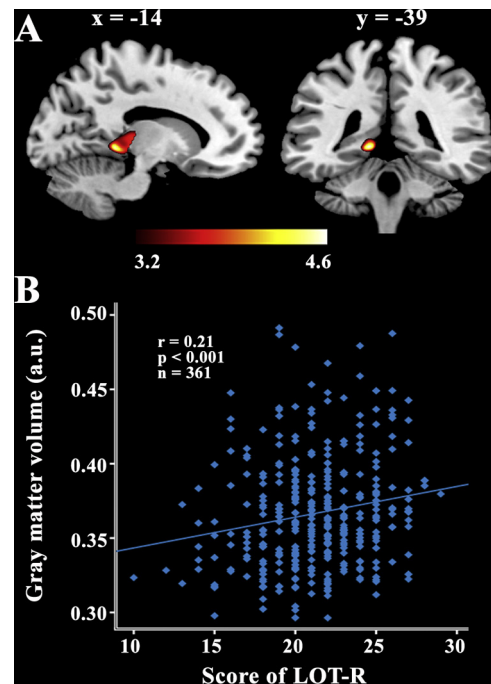 A
x = -14
y = -39
3.2
4.6
B
Gray matter volume (a.u.)
0.50
0.45
0.40
0.35
0.30
r = 0.21
p < 0.001
n = 361
10 15 20 25 30
Score of LOT-R